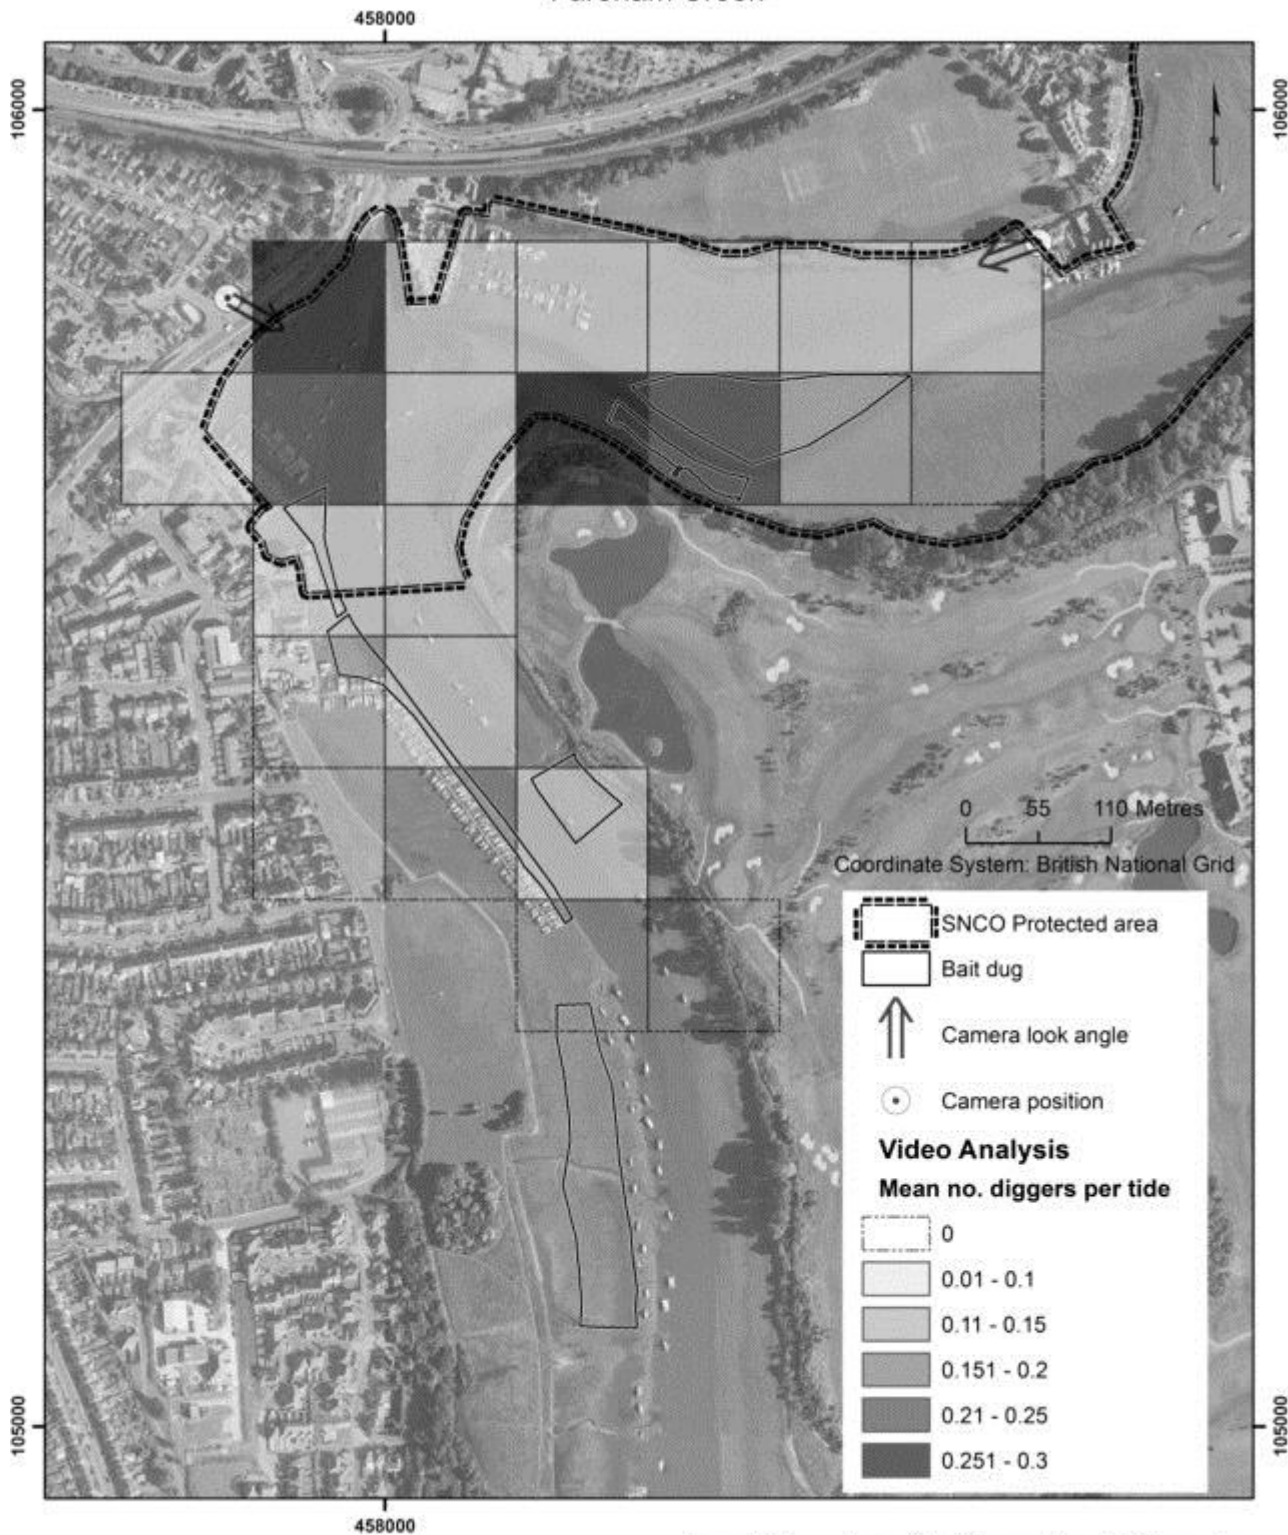 458000
106000
106000
0 55 110 Metres
Coordinate System: British National Grid
SNCO Protected area
Bait dug
Camera look angle
Camera position
Video Analysis
Mean no. diggers per tide
0
0.01 - 0.1
0.11 - 0.15
0.151 - 0.2
0.21 - 0.25
0.251 - 0.3
105000
105000
458000